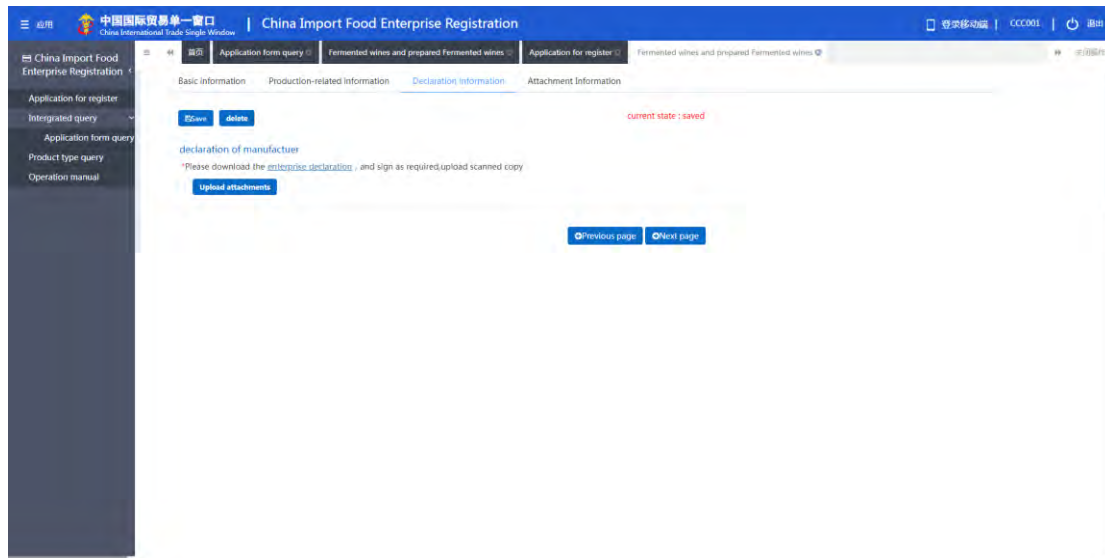 应用
中国国际贸易单一窗口
China International Trade Single Window
China Import Food Enterprise Registration
登录移动端
CCC001
退出
China Import Food
Enterprise Registration
首页
Application form query
Fermented wines and prepared Fermented wines
Application for register
Fermented wines and prepared Fermented wines
Basic information
Production-related information
Declaration information
Attachment Information
Application for register
Intergrated query
Application form query
Product type query
Operation manual
Save
delete
current state : saved
declaration of manufactuer
*Please download the enterprise declaration , and sign as required,upload scanned copy
Upload attachments
Previous page
Next page